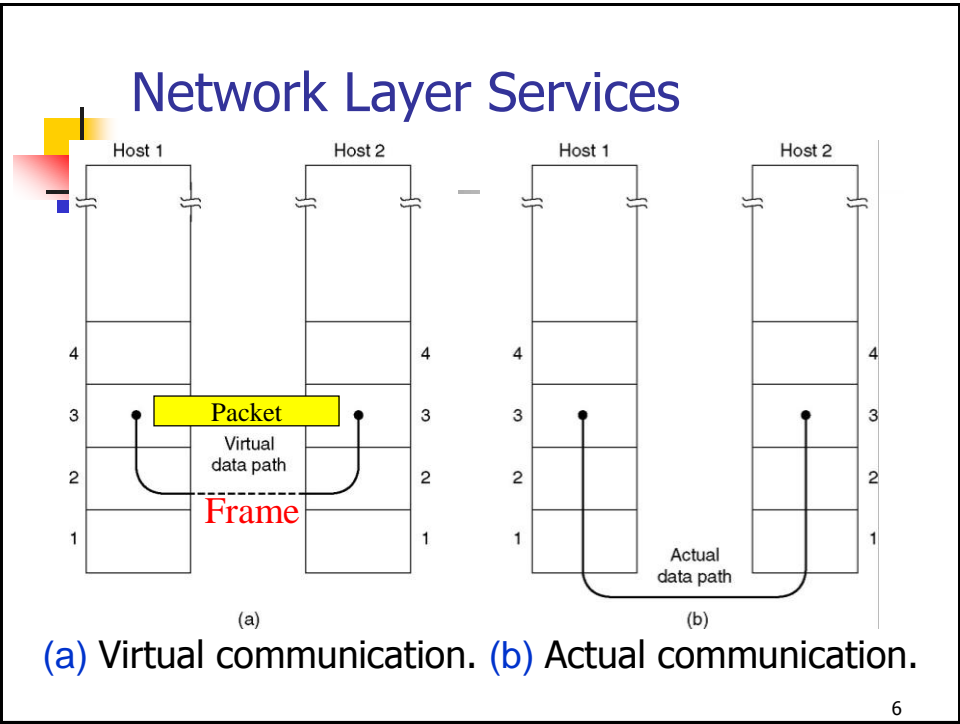 Network Layer Services
Host 1
Host 2
4
4
3
Packet
3
Virtual
data path
2
2
Frame
1
1
(a)
Host 1
Host 2
4
4
3
3
2
2
1
1
Actual
data path
(b)
(a) Virtual communication. (b) Actual communication.
6